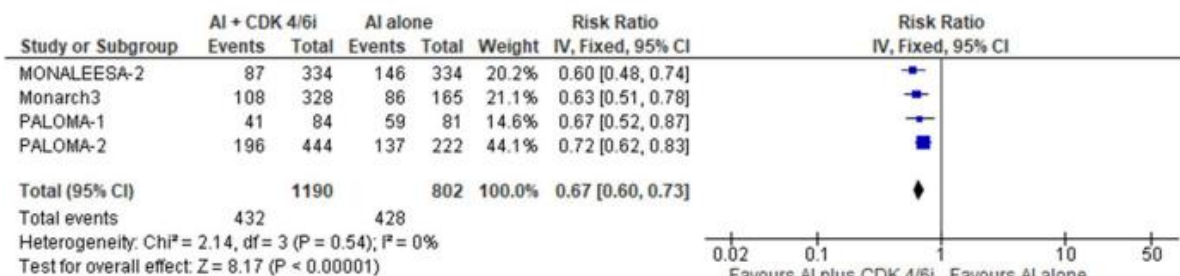 AI + CDK 4/6i AI alone Risk Ratio Risk Ratio
Study or Subgroup Events Total Events Total Weight IV, Fixed, 95% CI IV, Fixed, 95% CI
MONALEESA-2 87 334 146 334 20.2% 0.60 [0.48, 0.74]
Monarch3 108 328 86 165 21.1% 0.63 [0.51, 0.78]
PALOMA-1 41 84 59 81 14.6% 0.67 [0.52, 0.87]
PALOMA-2 196 444 137 222 44.1% 0.72 [0.62, 0.83]
Total (95% CI) 1190 802 100.0% 0.67 [0.60, 0.73]
Total events 432 428
Heterogeneity: Chi² = 2.14, df = 3 (P = 0.54); I² = 0%
Test for overall effect: Z = 8.17 (P < 0.00001)
0.02 0.1 1 10 50
Favours AI plus CDK 4/6i Favours AI alone